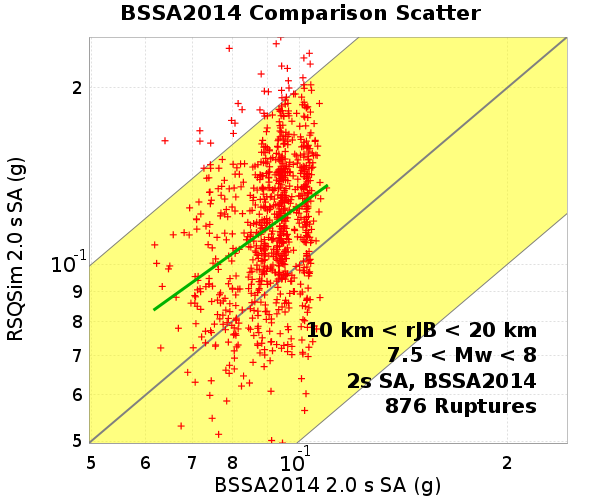 BSSA2014 Comparison Scatter
RSQSim 2.0 s SA (g)
2
10⁻¹
9
8
7
6
5
10 km < rJB < 20 km
7.5 < Mw < 8
2s SA, BSSA2014
876 Ruptures
5 6 7 8 10⁻¹ 2
BSSA2014 2.0 s SA (g)